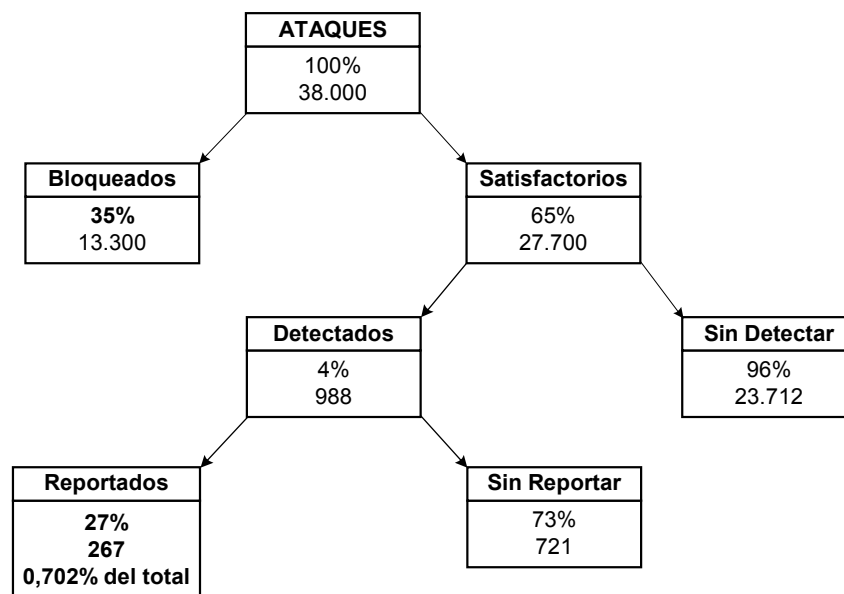 ATAQUES
100%
38.000
Bloqueados
35%
13.300
Satisfactorios
65%
27.700
Detectados
4%
988
Sin Detectar
96%
23.712
Reportados
27%
267
0,702% del total
Sin Reportar
73%
721